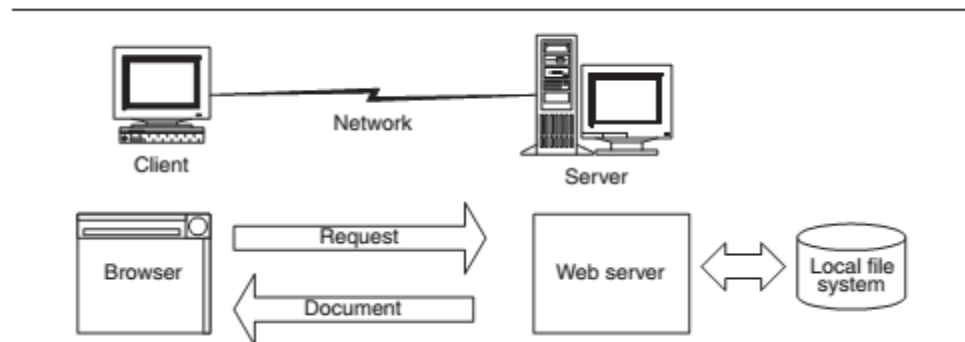 Network
Client
Server
Request
Browser
Web server
Local file
system
Document